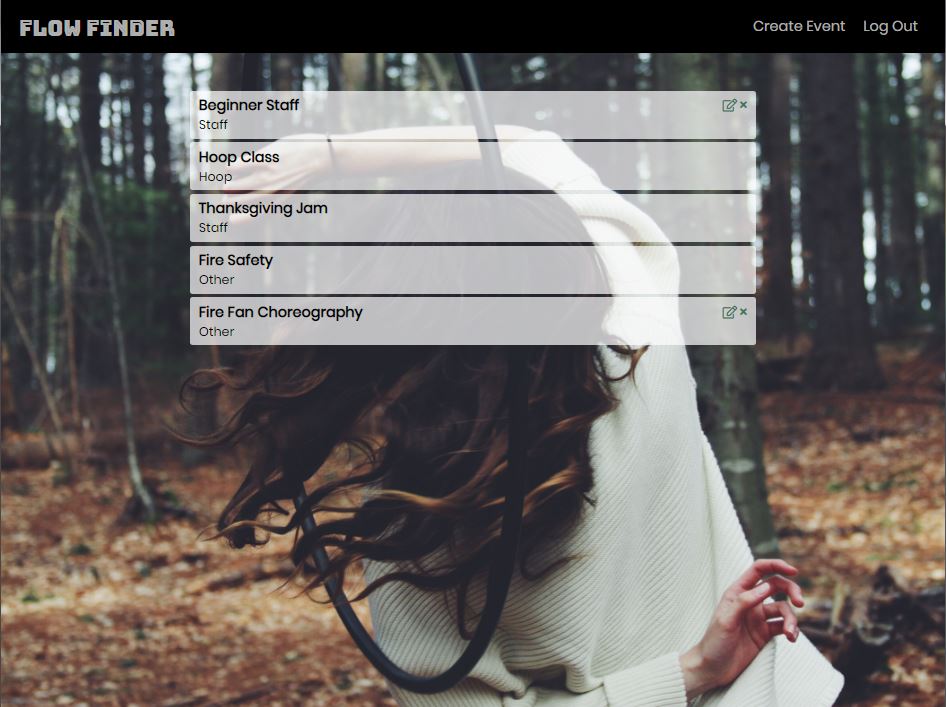 FLOW FINDER
Create Event Log Out
Beginner Staff
Staff
Hoop Class
Hoop
Thanksgiving Jam
Staff
Fire Safety
Other
Fire Fan Choreography
Other